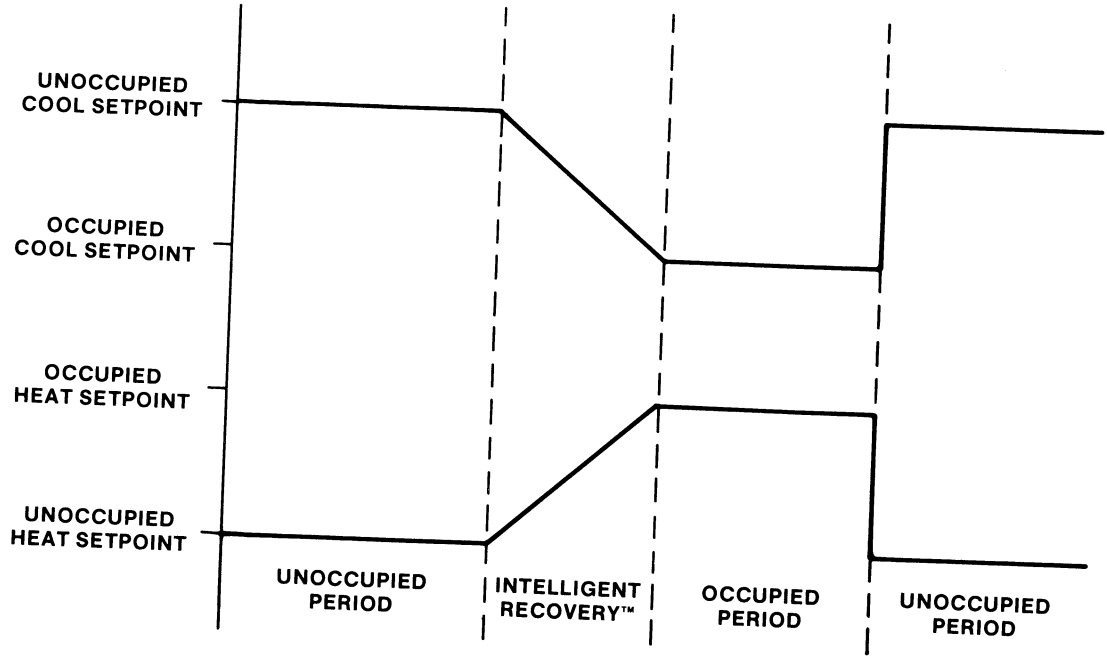 UNOCCUPIED
COOL SETPOINT
OCCUPIED
COOL SETPOINT
OCCUPIED
HEAT SETPOINT
UNOCCUPIED
HEAT SETPOINT
UNOCCUPIED
PERIOD
INTELLIGENT
RECOVERY™
OCCUPIED
PERIOD
UNOCCUPIED
PERIOD